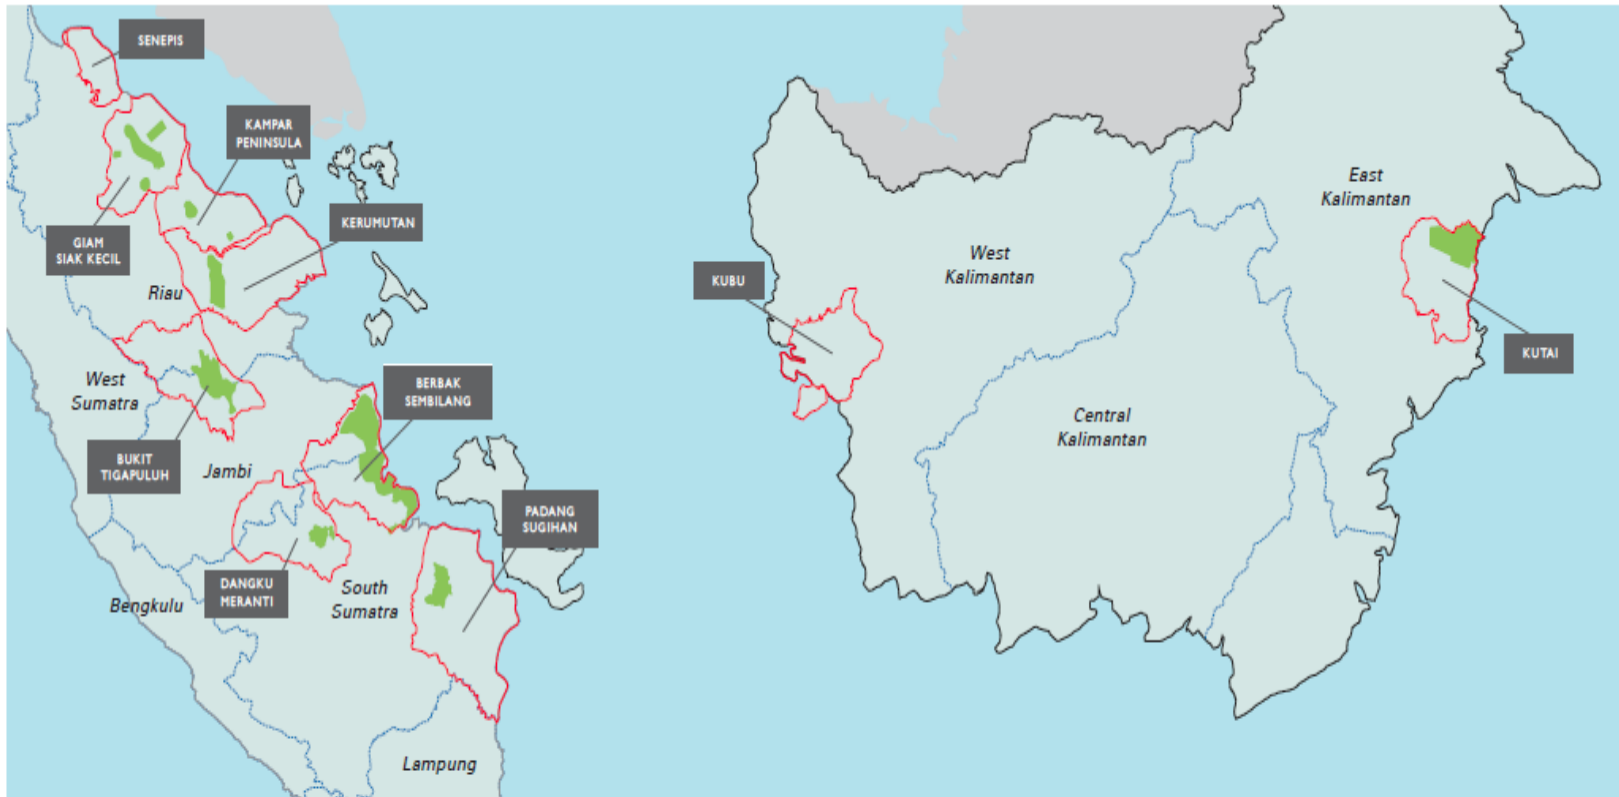 SENEPIS
KAMPAR
PENINSULA
KERUMUTAN
GIAM
SIAK KECIL
Riau
West
Sumatra
BERBAK
SEMBILANG
BUKIT
TIGAPULUH
Jambi
PADANG
SUGIHAN
DANGKU
MERANTI
South
Sumatra
Bengkulu
Lampung
East
Kalimantan
West
Kalimantan
KUBU
KUTAI
Central
Kalimantan